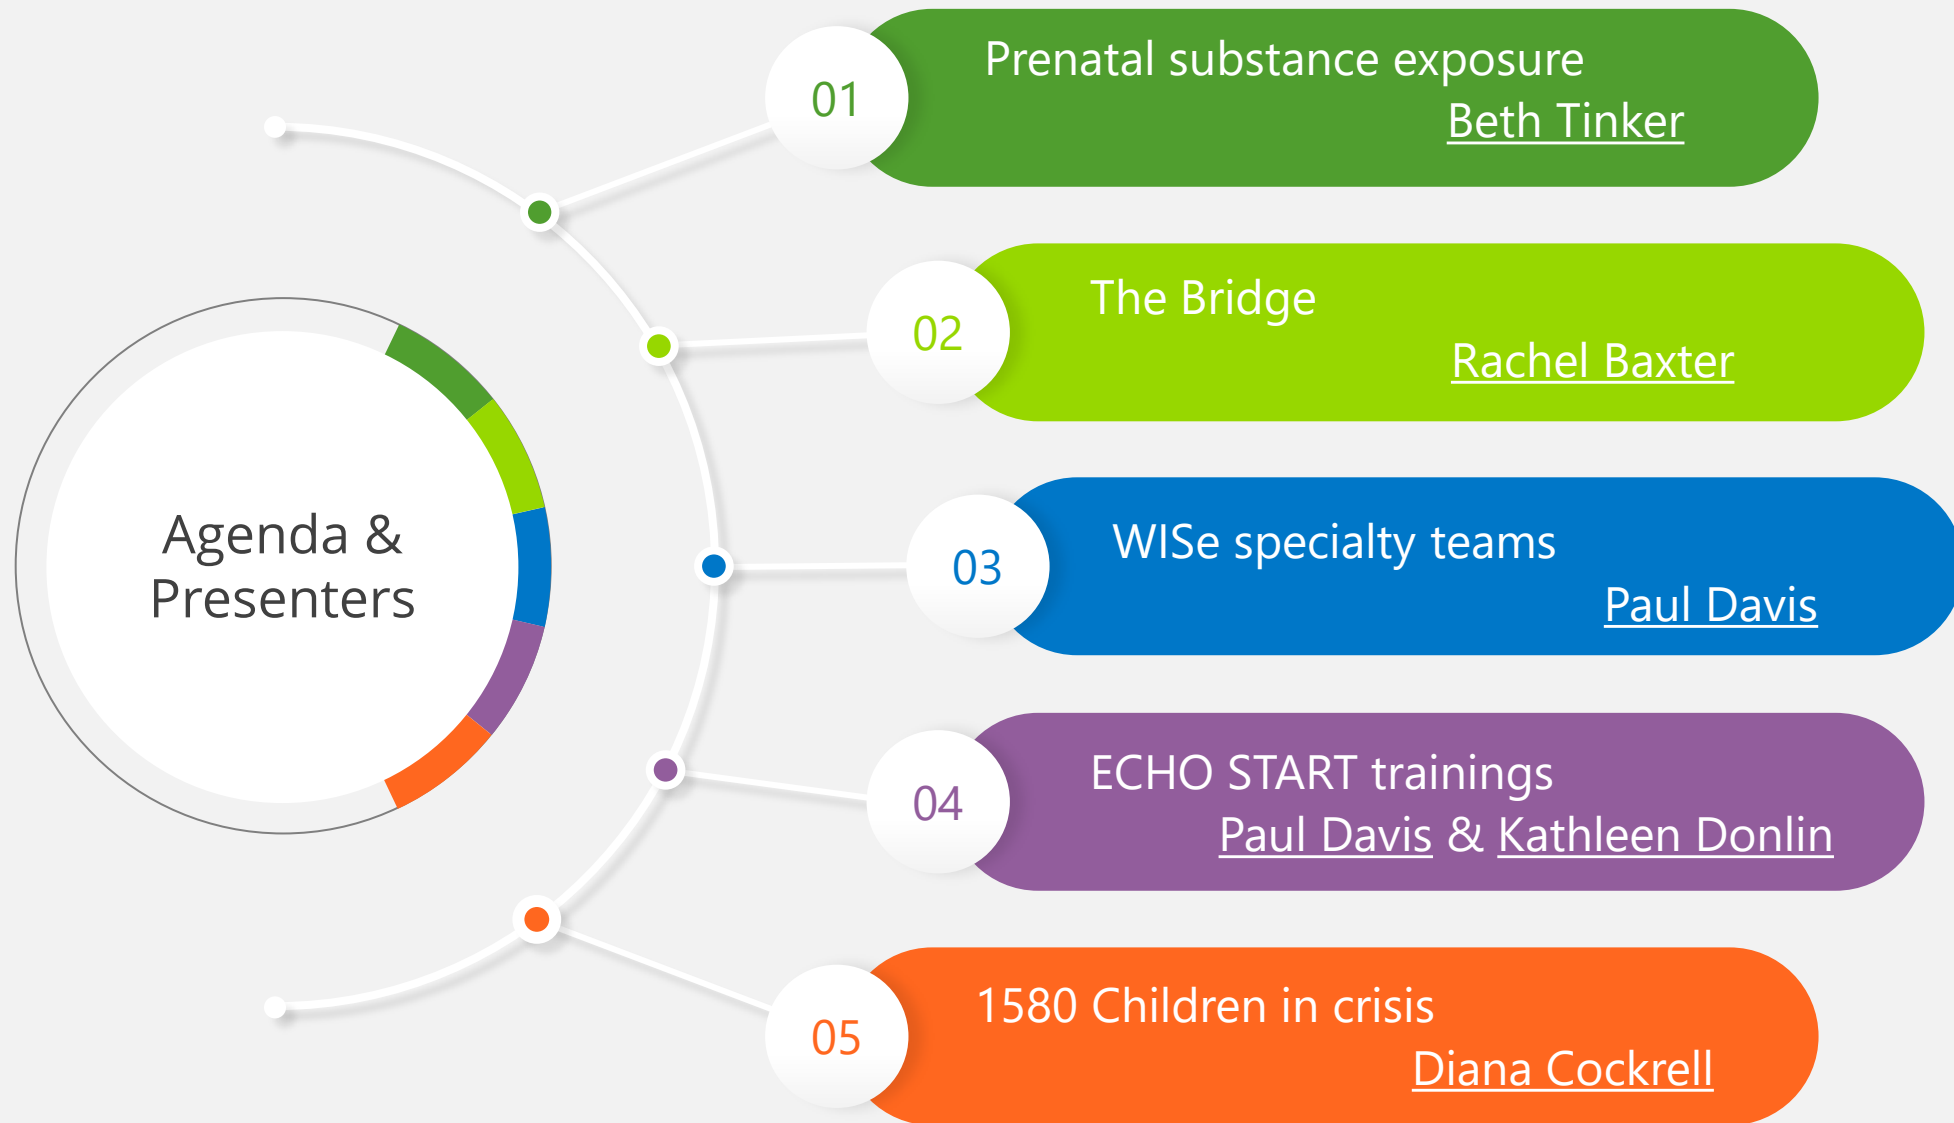 Agenda &
Presenters
01
Prenatal substance exposure
Beth Tinker
02
The Bridge
Rachel Baxter
03
WISe specialty teams
Paul Davis
04
ECHO START trainings
Paul Davis & Kathleen Donlin
05
1580 Children in crisis
Diana Cockrell